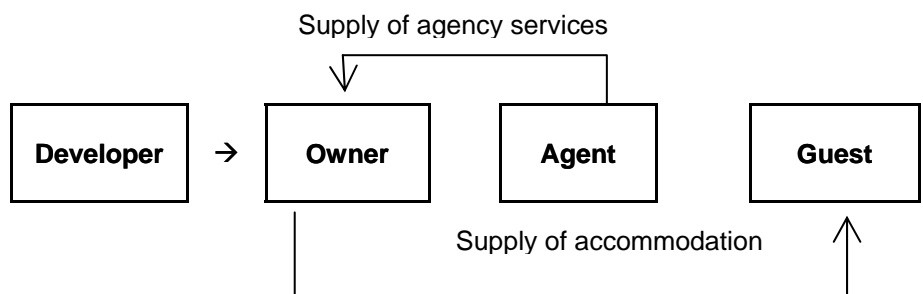 Supply of agency services
Developer → Owner Agent Guest
Supply of accommodation